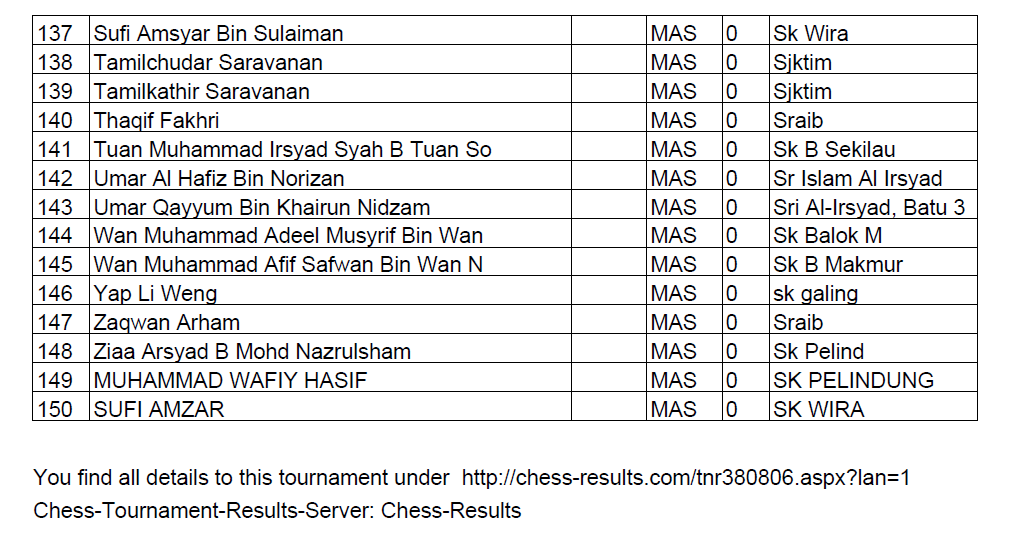 137 Sufi Amsyar Bin Sulaiman MAS 0 Sk Wira
138 Tamilchudar Saravanan MAS 0 Sjktim
139 Tamilkathir Saravanan MAS 0 Sjktim
140 Thaqif Fakhri MAS 0 Sraib
141 Tuan Muhammad Irsyad Syah B Tuan So MAS 0 Sk B Sekilau
142 Umar Al Hafiz Bin Norizan MAS 0 Sr Islam Al Irsyad
143 Umar Qayyum Bin Khairun Nidzam MAS 0 Sri Al-Irsyad, Batu 3
144 Wan Muhammad Adeel Musyrif Bin Wan MAS 0 Sk Balok M
145 Wan Muhammad Afif Safwan Bin Wan N MAS 0 Sk B Makmur
146 Yap Li Weng MAS 0 sk galing
147 Zaqwan Arham MAS 0 Sraib
148 Ziaa Arsyad B Mohd Nazrulsham MAS 0 Sk Pelind
149 MUHAMMAD WAFIY HASIF MAS 0 SK PELINDUNG
150 SUFI AMZAR MAS 0 SK WIRA
You find all details to this tournament under http://chess-results.com/tnr380806.aspx?lan=1
Chess-Tournament-Results-Server: Chess-Results